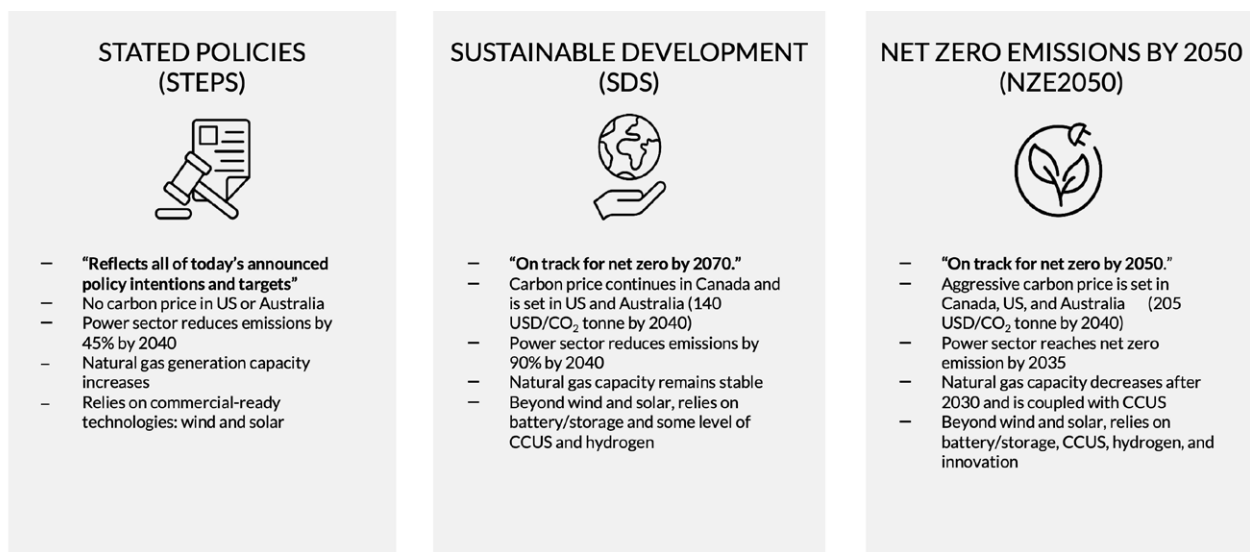 STATED POLICIES
(STEPS)
– “Reflects all of today’s announced
policy intentions and targets”
– No carbon price in US or Australia
– Power sector reduces emissions by
45% by 2040
– Natural gas generation capacity
increases
– Relies on commercial-ready
technologies: wind and solar
SUSTAINABLE DEVELOPMENT
(SDS)
– “On track for net zero by 2070.”
– Carbon price continues in Canada and
is set in US and Australia (140
USD/CO₂ tonne by 2040)
– Power sector reduces emissions by
90% by 2040
– Natural gas capacity remains stable
– Beyond wind and solar, relies on
battery/storage and some level of
CCUS and hydrogen
NET ZERO EMISSIONS BY 2050
(NZE2050)
– “On track for net zero by 2050.”
– Aggressive carbon price is set in
Canada, US, and Australia (205
USD/CO₂ tonne by 2040)
– Power sector reaches net zero
emission by 2035
– Natural gas capacity decreases after
2030 and is coupled with CCUS
– Beyond wind and solar, relies on
battery/storage, CCUS, hydrogen, and
innovation